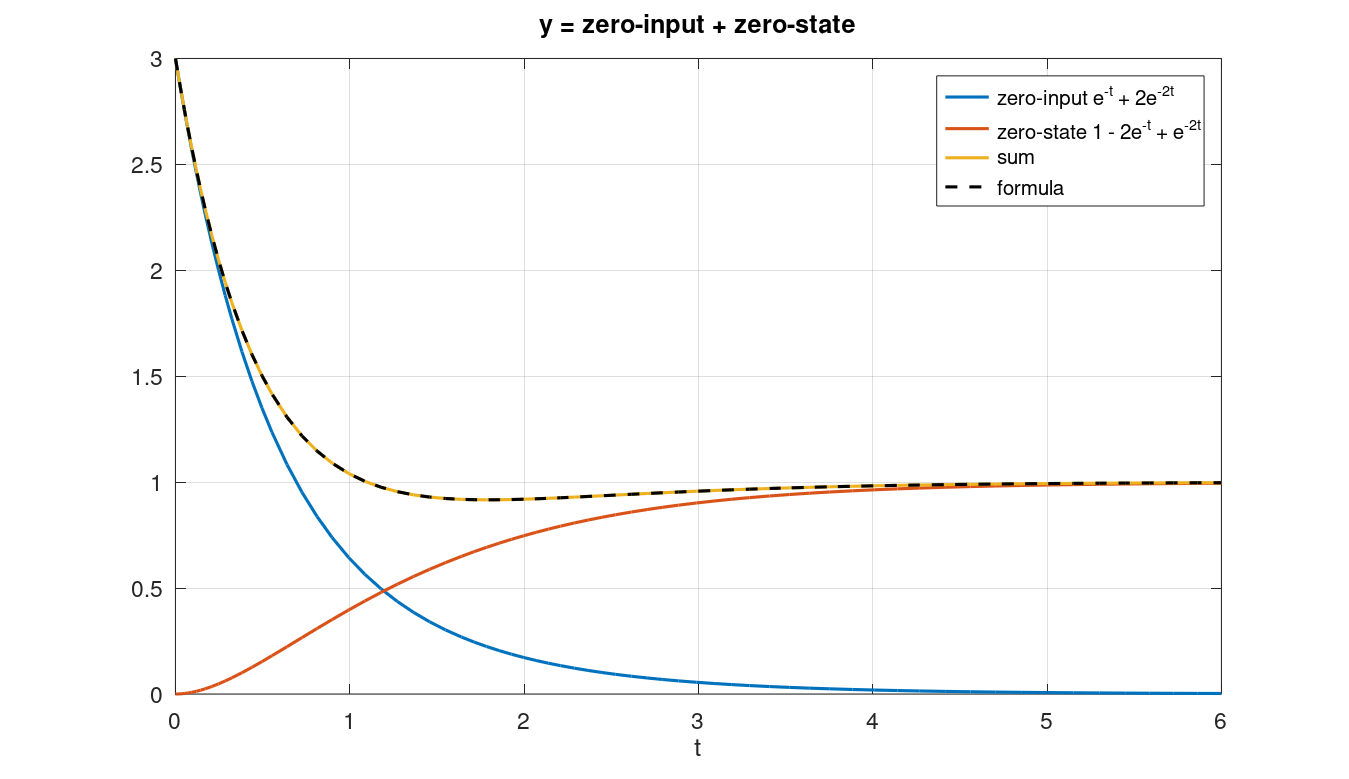 y = zero-input + zero-state
zero-input e^-t + 2e^-2t
zero-state 1 - 2e^-t + e^-2t
sum
formula
3
2.5
2
1.5
1
0.5
0
0 1 2 3 4 5 6
t